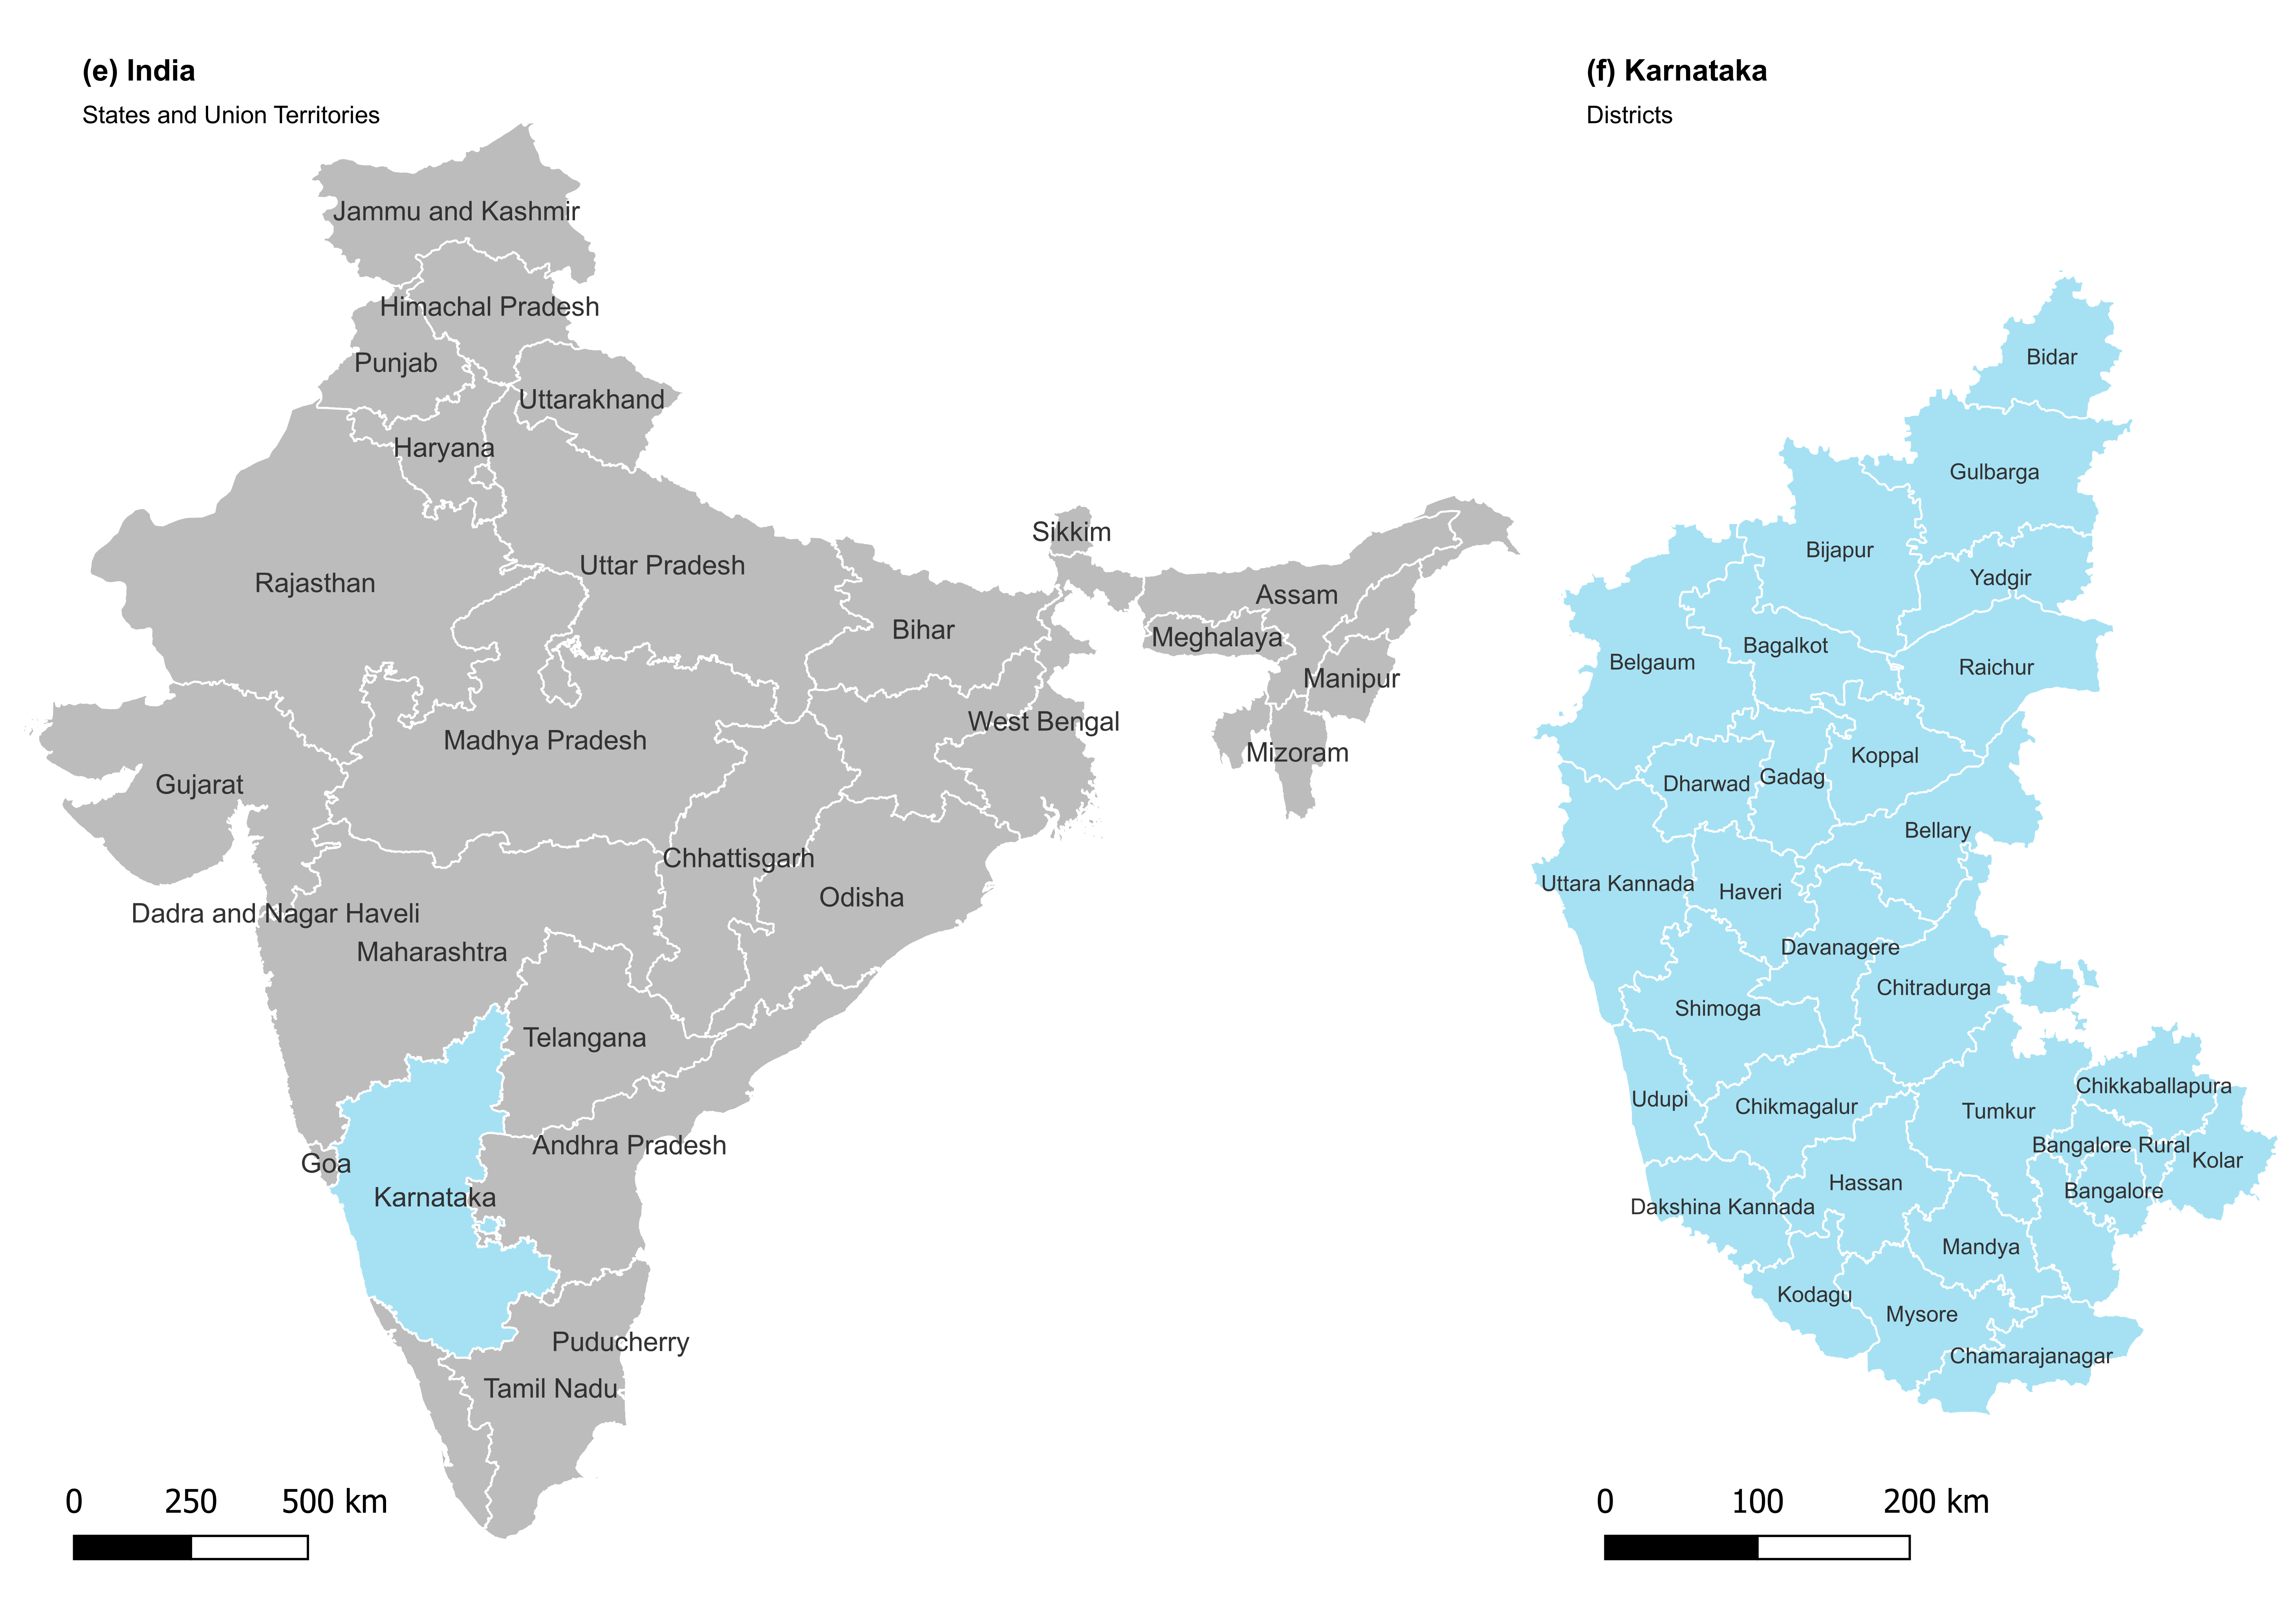 (e) India
States and Union Territories
Jammu and Kashmir
Himachal Pradesh
Punjab
Uttarakhand
Haryana
Sikkim
Uttar Pradesh
Rajasthan
Assam
Bihar
Meghalaya
Manipur
West Bengal
Madhya Pradesh
Mizoram
Gujarat
Chhattisgarh
Odisha
Dadra and Nagar Haveli
Maharashtra
Telangana
Andhra Pradesh
Goa
Karnataka
Puducherry
Tamil Nadu
0 250 500 km
(f) Karnataka
Districts
Bidar
Gulbarga
Bijapur
Yadgir
Bagalkot
Belgaum
Raichur
Koppal
Gadag
Dharwad
Bellary
Uttara Kannada
Haveri
Davanagere
Chitradurga
Shimoga
Chikkaballapura
Udupi
Chikmagalur
Tumkur
Bangalore Rural
Kolar
Hassan
Bangalore
Dakshina Kannada
Mandya
Kodagu
Mysore
Chamarajanagar
0 100 200 km